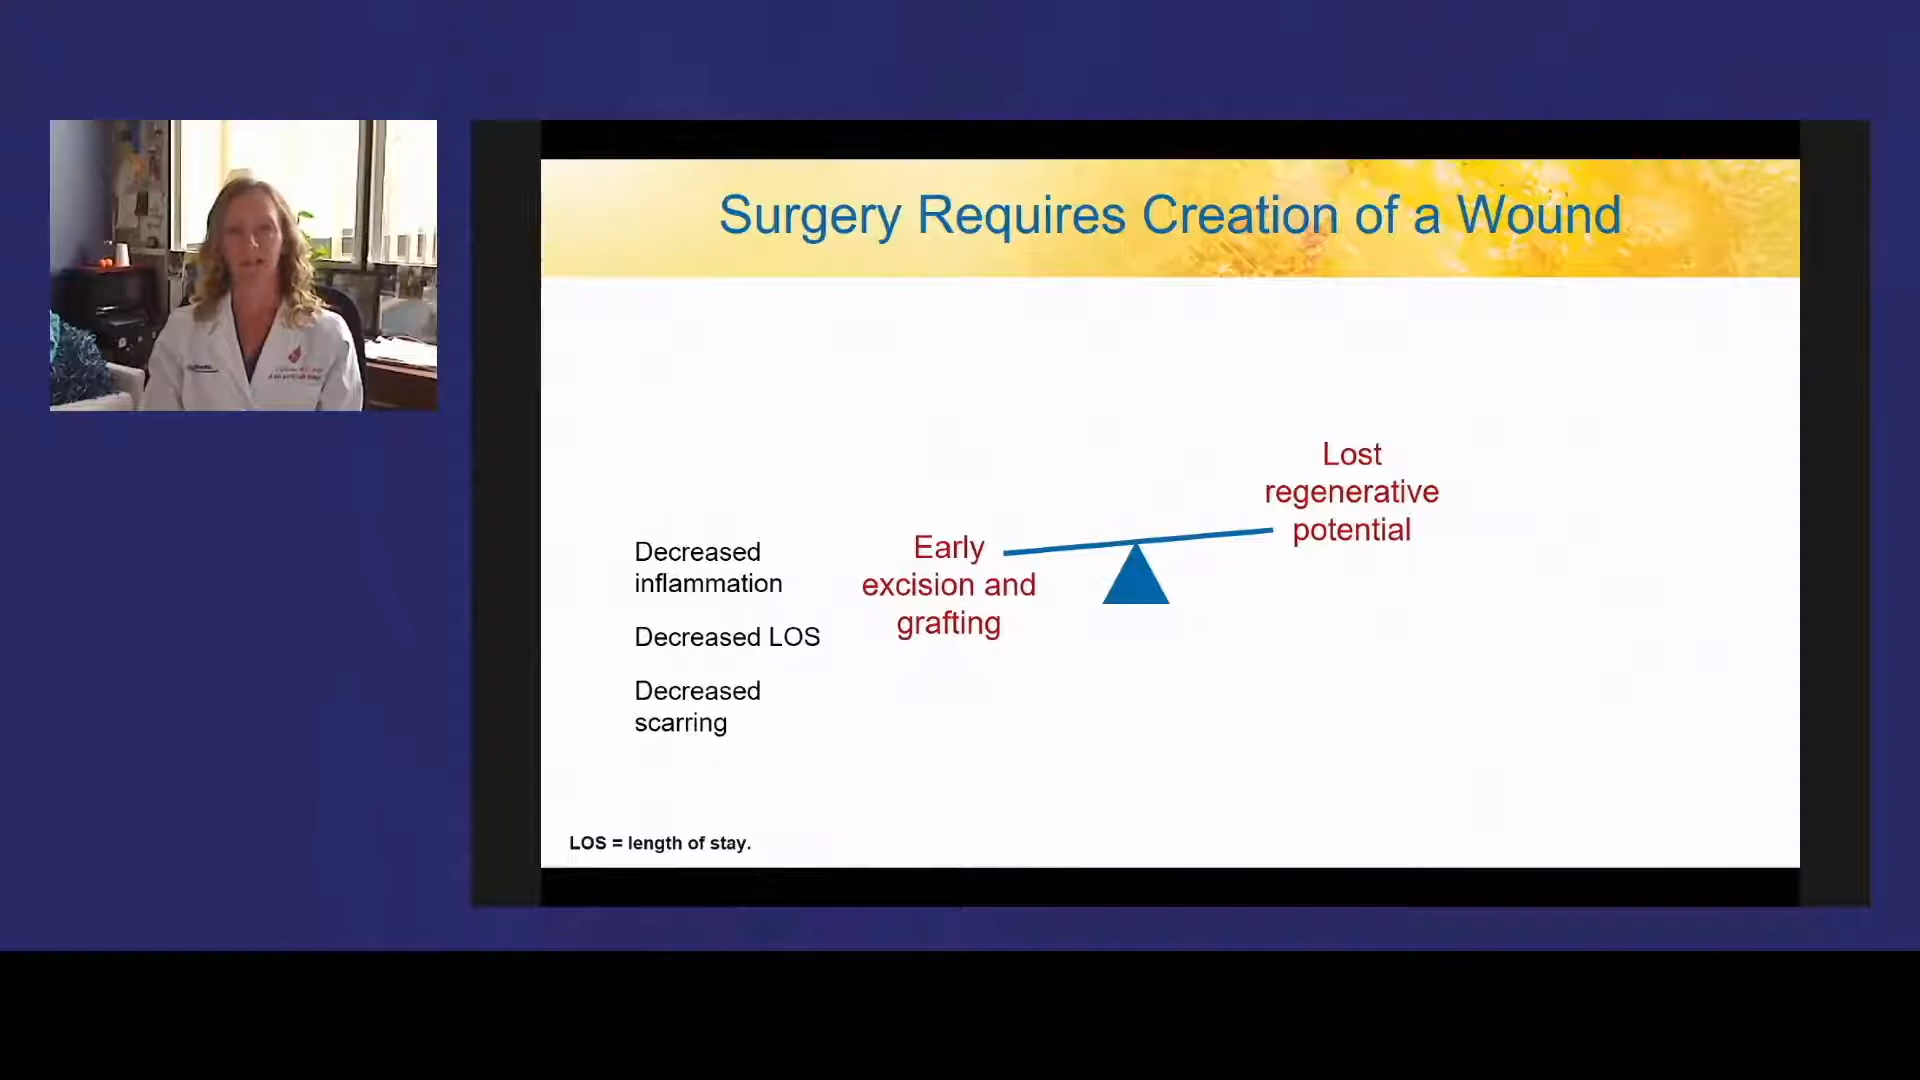 Surgery Requires Creation of a Wound
Lost
regenerative
potential
Early
excision and
grafting
Decreased
inflammation
Decreased LOS
Decreased
scarring
LOS = length of stay.